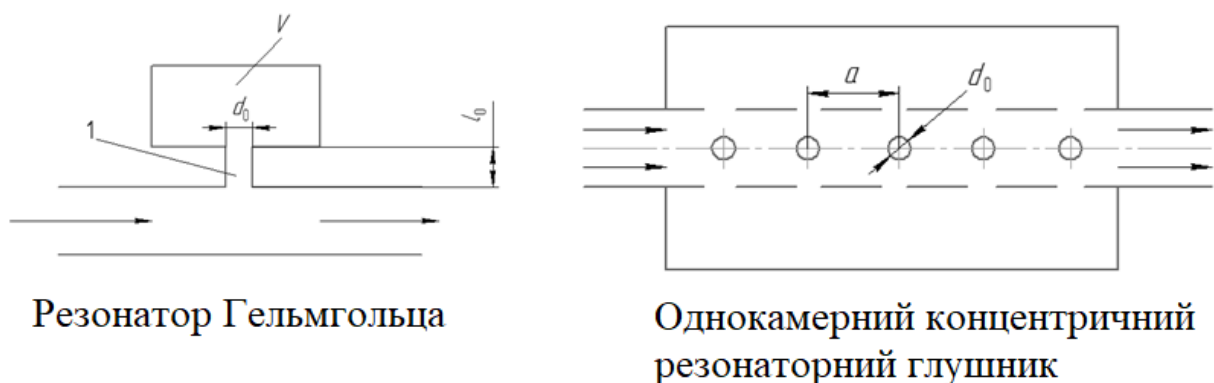 V
d₀
l₀
1
a
d₀
Резонатор Гельмгольца
Однокамерний концентричний
резонаторний глушник